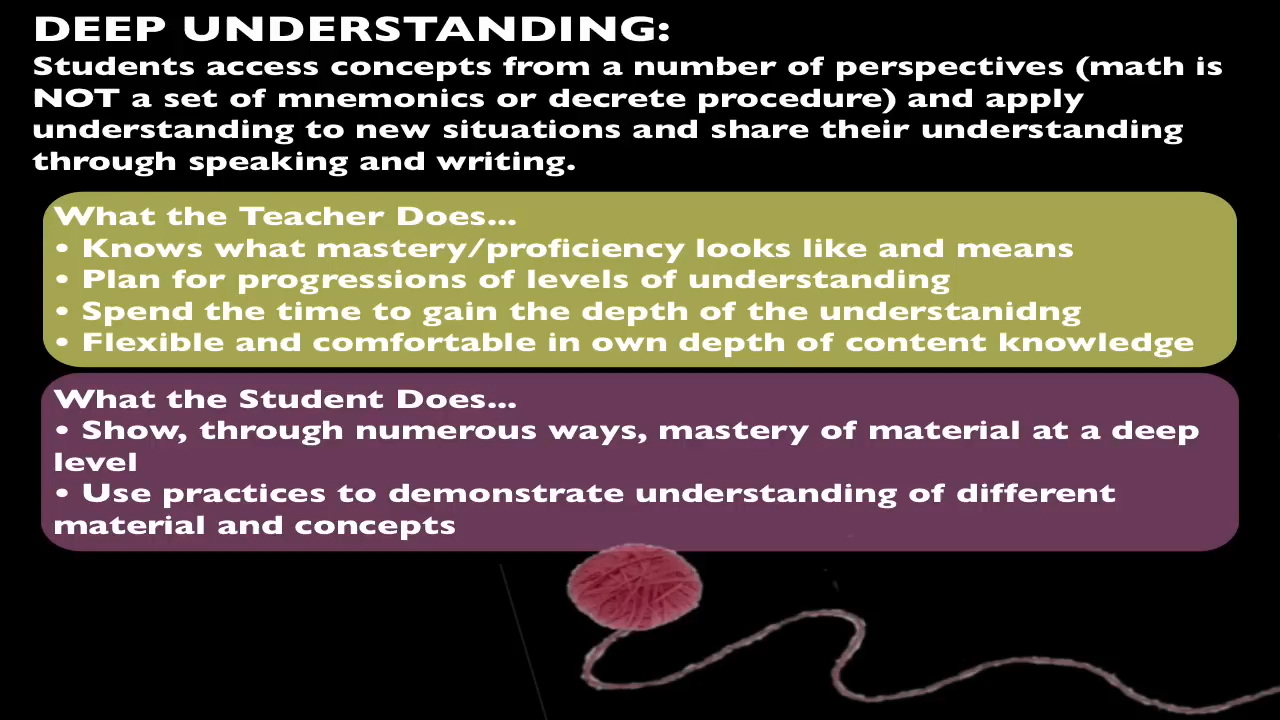 DEEP UNDERSTANDING:
Students access concepts from a number of perspectives (math is
NOT a set of mnemonics or decrete procedure) and apply
understanding to new situations and share their understanding
through speaking and writing.
What the Teacher Does...
• Knows what mastery/proficiency looks like and means
• Plan for progressions of levels of understanding
• Spend the time to gain the depth of the understanidng
• Flexible and comfortable in own depth of content knowledge
What the Student Does...
• Show, through numerous ways, mastery of material at a deep
level
• Use practices to demonstrate understanding of different
material and concepts